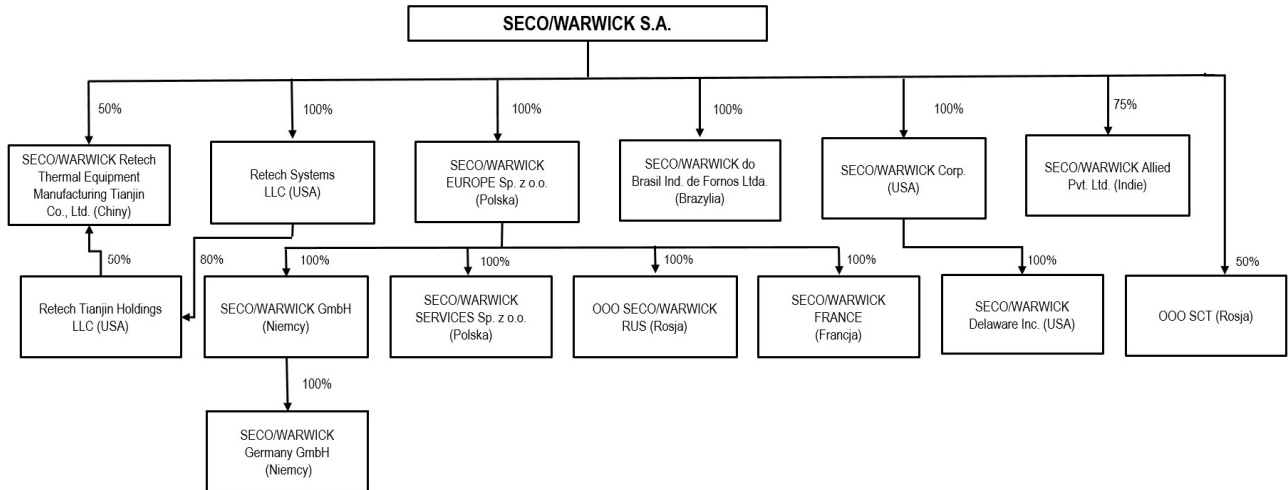 SECO/WARWICK S.A.
50%
100%
100%
100%
100%
75%
SECO/WARWICK Retech
Thermal Equipment
Manufacturing Tianjin
Co., Ltd. (Chiny)
Retech Systems
LLC (USA)
SECO/WARWICK
EUROPE Sp. z o.o.
(Polska)
SECO/WARWICK do
Brasil Ind. de Fornos Ltda.
(Brazylia)
SECO/WARWICK Corp.
(USA)
SECO/WARWICK Allied
Pvt. Ltd. (Indie)
50%
80%
100%
100%
100%
100%
100%
50%
Retech Tianjin Holdings
LLC (USA)
SECO/WARWICK GmbH
(Niemcy)
SECO/WARWICK
SERVICES Sp. z o.o.
(Polska)
OOO SECO/WARWICK
RUS (Rosja)
SECO/WARWICK
FRANCE
(Francja)
SECO/WARWICK
Delaware Inc. (USA)
OOO SCT (Rosja)
100%
SECO/WARWICK
Germany GmbH
(Niemcy)